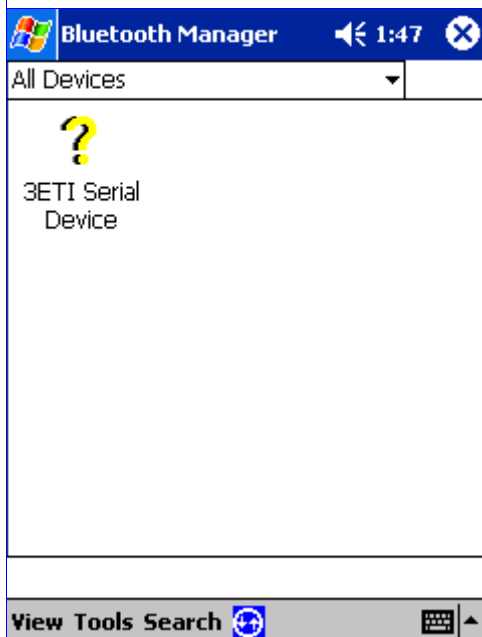 Bluetooth Manager 1:47
All Devices
?
3ETI Serial
Device
View Tools Search